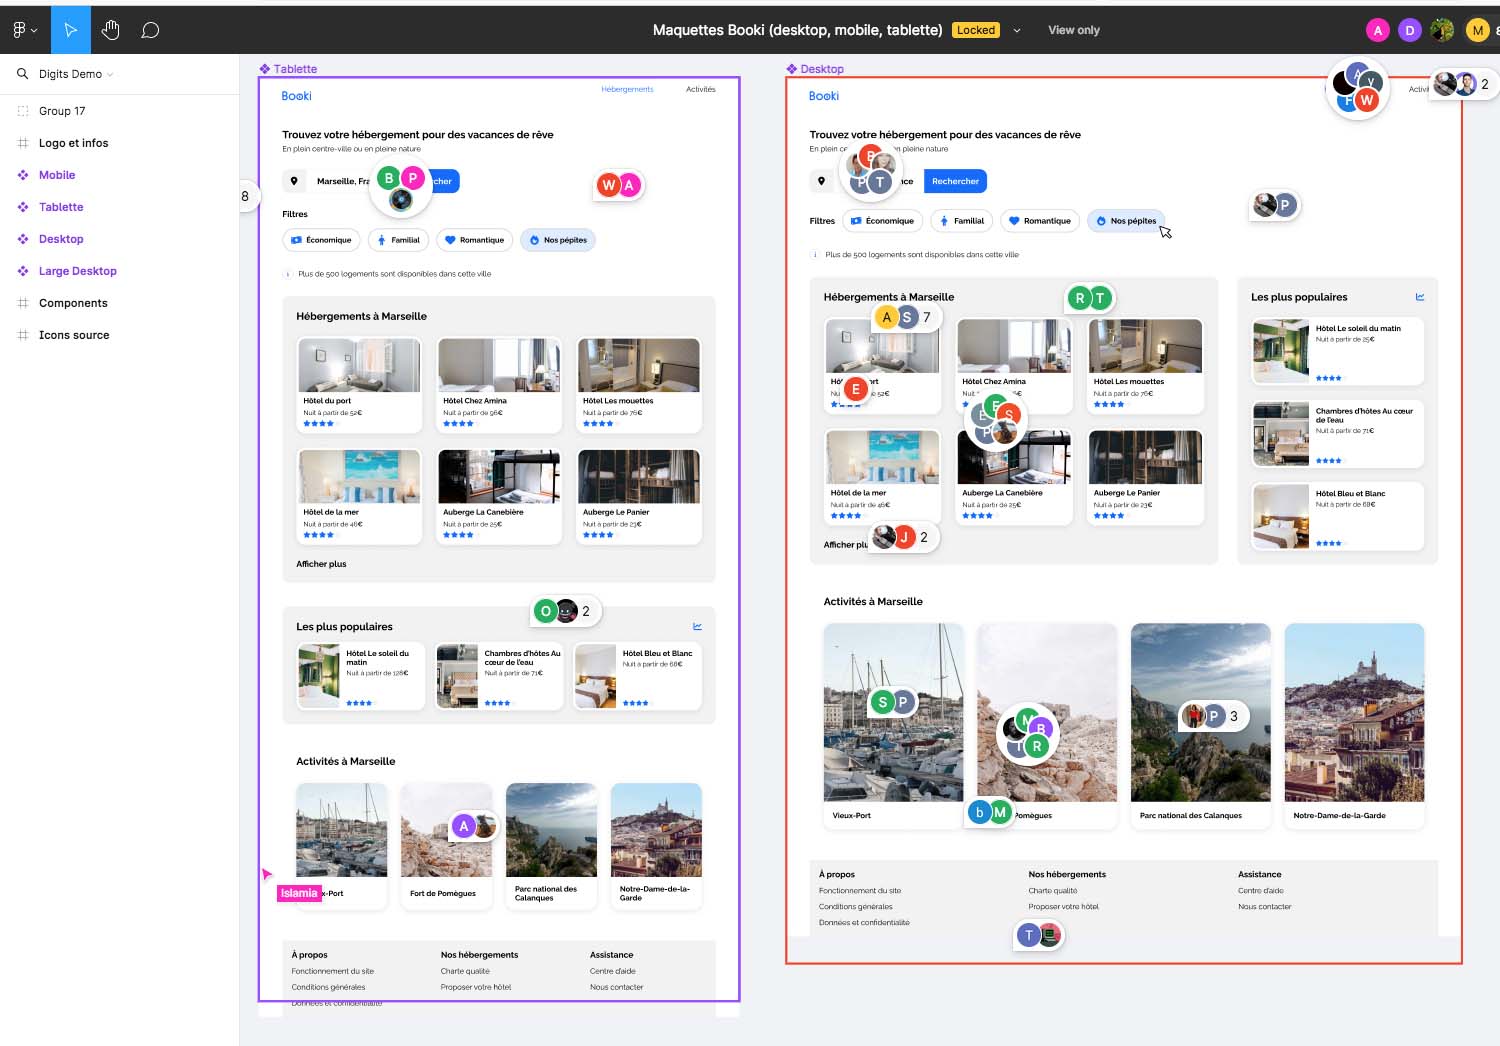 Maquettes Booki (desktop, mobile, tablette)
Locked
View only
A
D
M
8
Digits Demo
Group 17
Logo et infos
Mobile
Tablette
Desktop
Large Desktop
Components
Icons source
8
Tablette
Booki
Hébergements
Activités
Trouvez votre hébergement pour des vacances de rêve
En plein centre-ville ou en pleine nature
Marseille, Fra
cher
B
P
W
A
Filtres
Économique
Familial
Romantique
Nos pépites
i
Plus de 500 logements sont disponibles dans cette ville
Hébergements à Marseille
Hôtel du port
Nuit à partir de 52€
Hôtel Chez Amina
Nuit à partir de 96€
Hôtel Les mouettes
Nuit à partir de 76€
Hôtel de la mer
Nuit à partir de 46€
Auberge La Canebière
Nuit à partir de 25€
Auberge Le Panier
Nuit à partir de 23€
Afficher plus
O
2
Les plus populaires
Hôtel Le soleil du
matin
Nuit à partir de 128€
Chambres d'hôtes Au
cœur de l'eau
Nuit à partir de 71€
Hôtel Bleu et Blanc
Nuit à partir de 68€
Activités à Marseille
A
x-Port
Fort de Pomègues
Parc national des
Calanques
Notre-Dame-de-la-
Garde
Islamia
À propos
Fonctionnement du site
Conditions générales
Données et confidentialité
Nos hébergements
Charte qualité
Proposer votre hôtel
Assistance
Centre d'aide
Nous contacter
Desktop
Booki
Activi
A
y
F
W
2
Trouvez votre hébergement pour des vacances de rêve
En plein ce
n pleine nature
B
P
T
nce
Rechercher
P
Filtres
Économique
Familial
Romantique
Nos pépites
i
Plus de 500 logements sont disponibles dans cette ville
Hébergements à Marseille
R
T
A
S
7
Hô
rt
Nu
52€
E
Hôtel Chez Amina
Nuit
E
E
S
P
Hôtel Les mouettes
Nuit à partir de 76€
Hôtel de la mer
Nuit à partir de 46€
Auberge La Canebière
Nuit à partir de 25€
Auberge Le Panier
Nuit à partir de 23€
Afficher plu
J
2
Les plus populaires
Hôtel Le soleil du matin
Nuit à partir de 25€
Chambres d'hôtes Au cœur
de l'eau
Nuit à partir de 71€
Hôtel Bleu et Blanc
Nuit à partir de 68€
Activités à Marseille
S
P
M
B
T
R
P
3
b
M
Vieux-Port
Pomègues
Parc national des Calanques
Notre-Dame-de-la-Garde
À propos
Fonctionnement du site
Conditions générales
Données et confidentialité
Nos hébergements
Charte qualité
Proposer votre hôtel
T
Assistance
Centre d'aide
Nous contacter